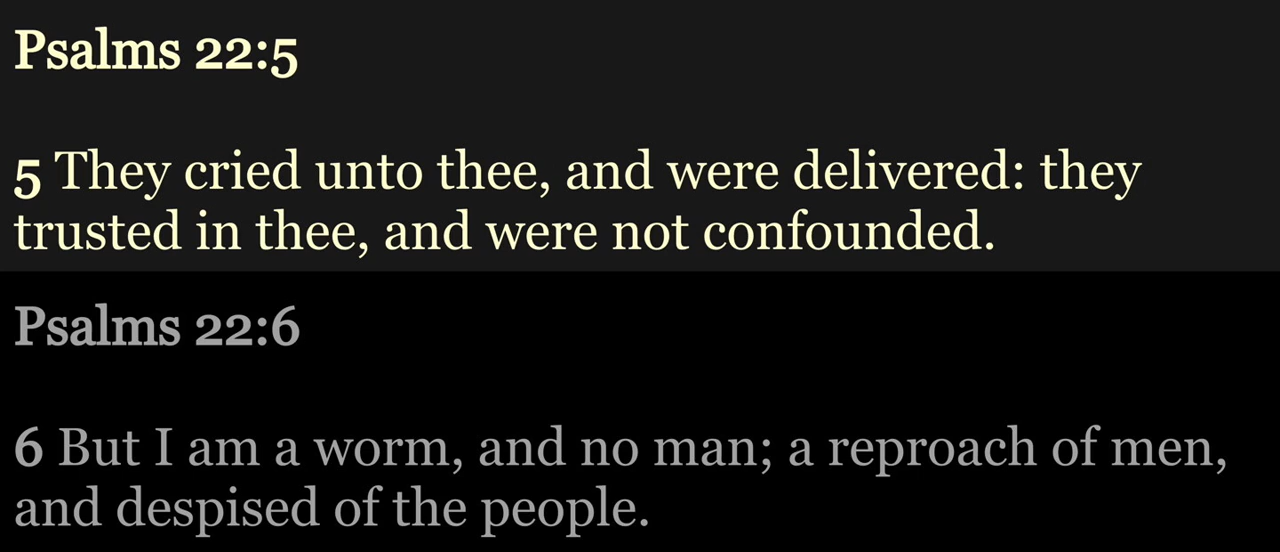 Psalms 22:5
5 They cried unto thee, and were delivered: they
trusted in thee, and were not confounded.
Psalms 22:6
6 But I am a worm, and no man; a reproach of men,
and despised of the people.